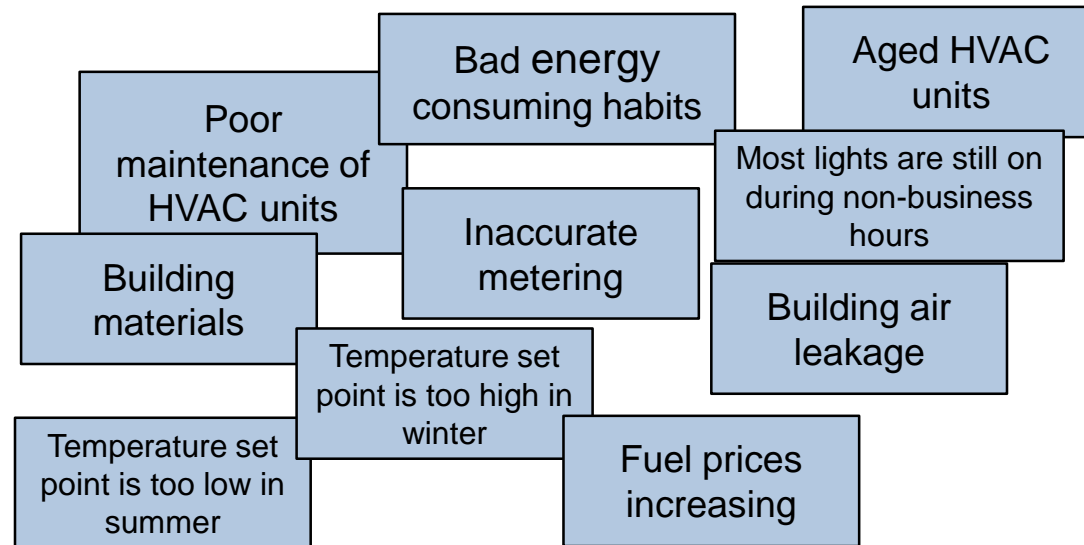 Bad energy
consuming habits
Aged HVAC
units
Poor
maintenance of
HVAC units
Most lights are still on
during non-business
hours
Inaccurate
metering
Building
materials
Building air
leakage
Temperature set
point is too high in
winter
Temperature set
point is too low in
summer
Fuel prices
increasing